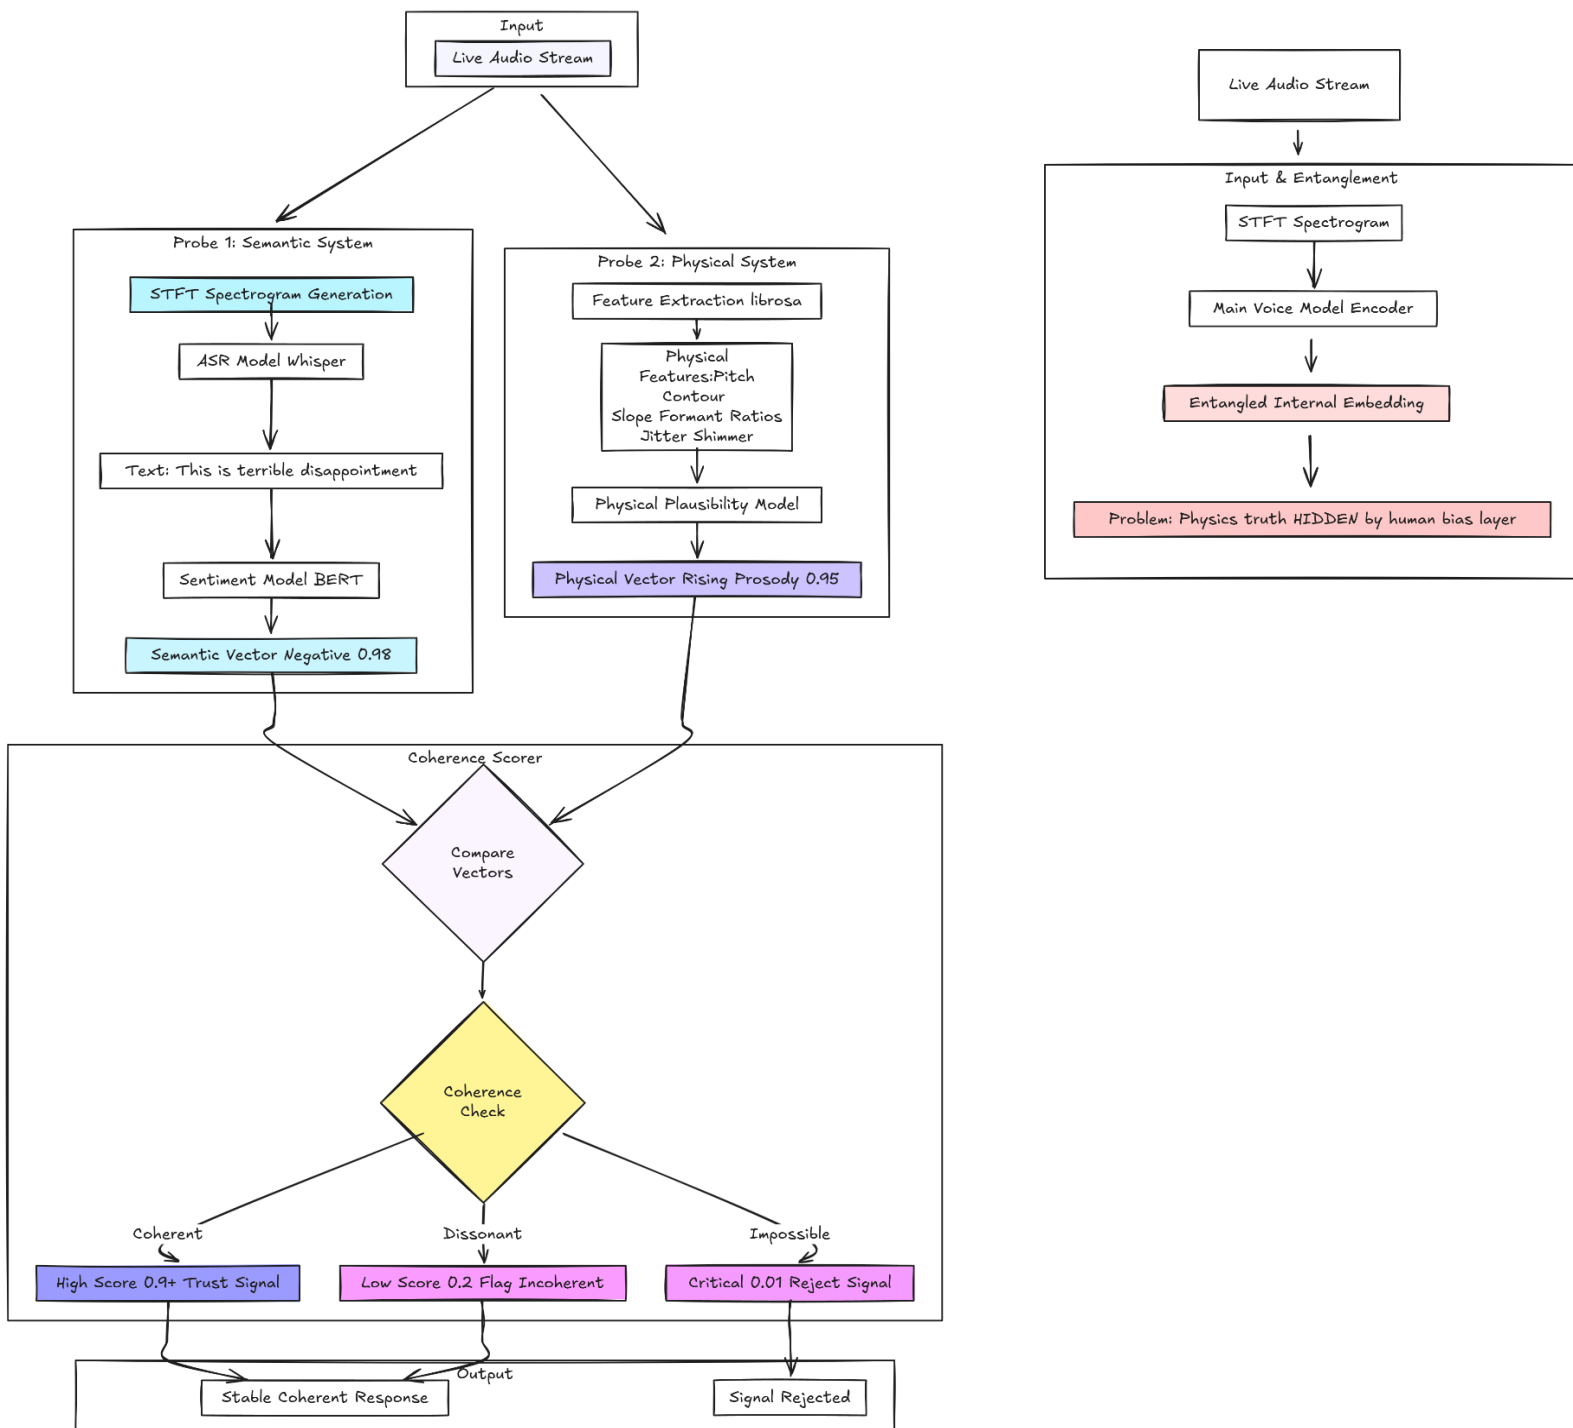 Input
Live Audio Stream
Probe 1: Semantic System
STFT Spectrogram Generation
ASR Model Whisper
Text: This is terrible disappointment
Sentiment Model BERT
Semantic Vector Negative 0.98
Probe 2: Physical System
Feature Extraction librosa
Physical
Features:Pitch
Contour
Slope Formant Ratios
Jitter Shimmer
Physical Plausibility Model
Physical Vector Rising Prosody 0.95
Coherence Scorer
Compare
Vectors
Coherence
Check
Coherent
Dissonant
Impossible
High Score 0.9+ Trust Signal
Low Score 0.2 Flag Incoherent
Critical 0.01 Reject Signal
Output
Stable Coherent Response
Signal Rejected
Live Audio Stream
Input & Entanglement
STFT Spectrogram
Main Voice Model Encoder
Entangled Internal Embedding
Problem: Physics truth HIDDEN by human bias layer